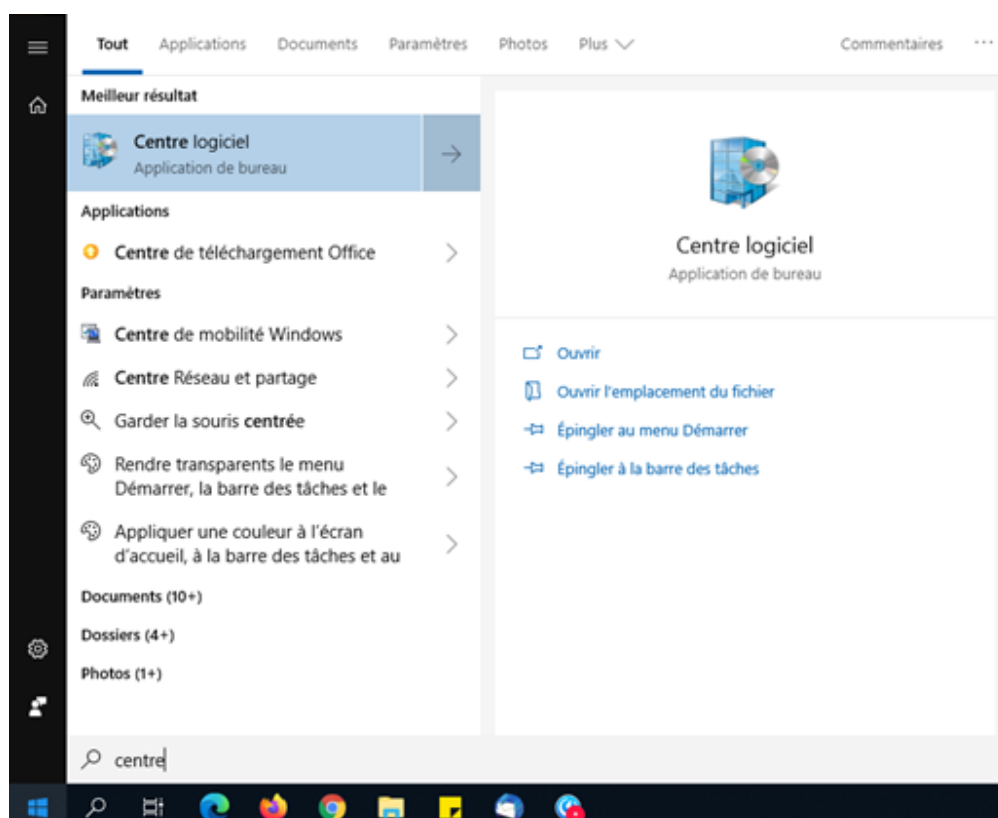 Tout Applications Documents Paramètres Photos Plus Commentaires ...
Meilleur résultat
Centre logiciel
Application de bureau
Applications
Centre de téléchargement Office
Paramètres
Centre de mobilité Windows
Centre Réseau et partage
Garder la souris centrée
Rendre transparents le menu
Démarrer, la barre des tâches et le
Appliquer une couleur à l'écran
d'accueil, à la barre des tâches et au
Documents (10+)
Dossiers (4+)
Photos (1+)
Centre logiciel
Application de bureau
Ouvrir
Ouvrir l'emplacement du fichier
Épingler au menu Démarrer
Épingler à la barre des tâches
centre